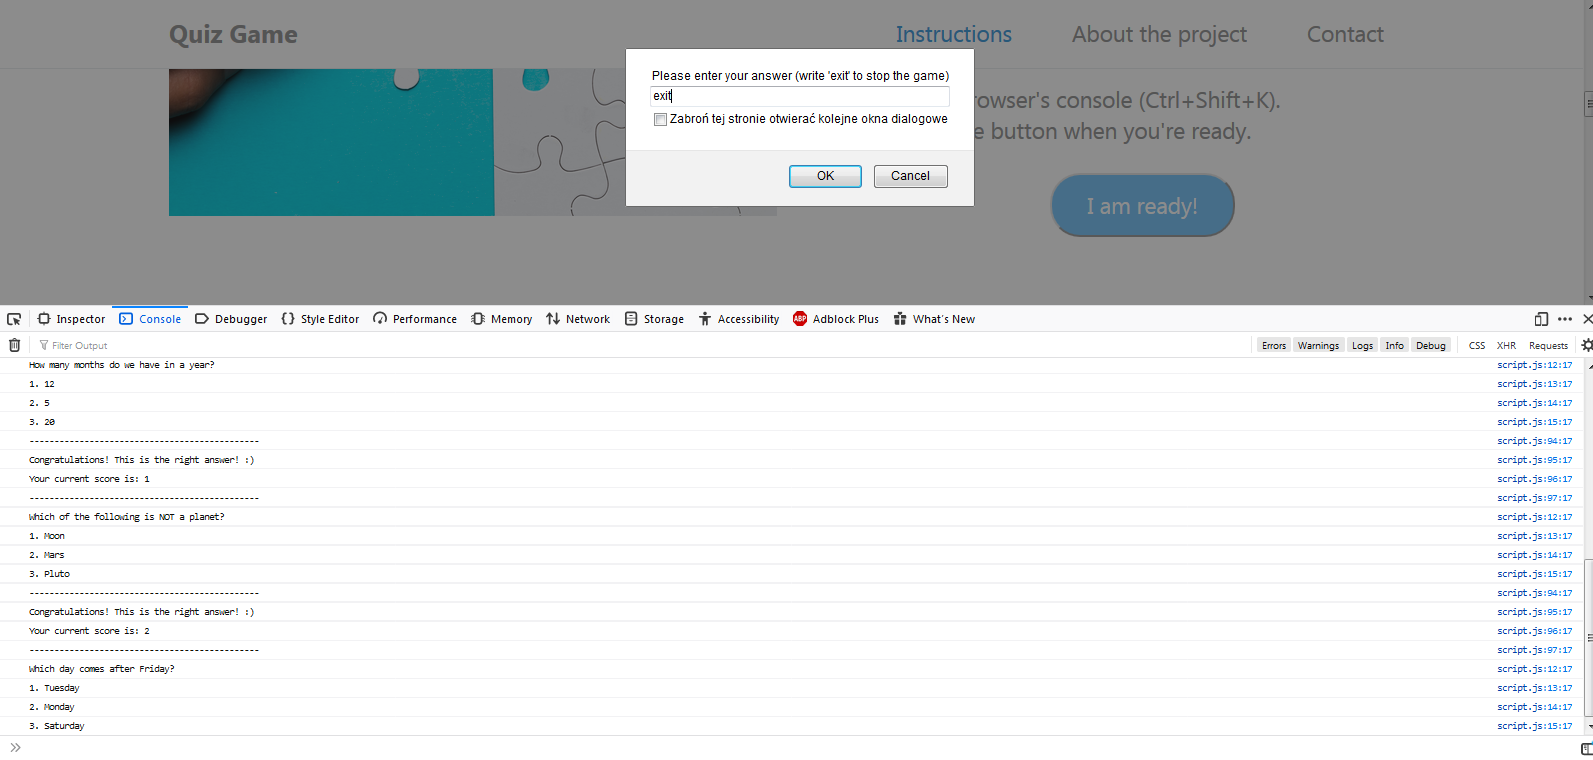 Quiz Game
Instructions
About the project
Contact
Please enter your answer (write 'exit' to stop the game)
exit
Zabroń tej stronie otwierać kolejne okna dialogowe
OK
Cancel
rowser's console (Ctrl+Shift+K).
e button when you're ready.
I am ready!
Inspector
Console
Debugger
Style Editor
Performance
Memory
Network
Storage
Accessibility
ABP
Adblock Plus
What's New
Filter Output
Errors
Warnings
Logs
Info
Debug
CSS
XHR
Requests
How many months do we have in a year? script.js:12:17
1. 12 script.js:13:17
2. 5 script.js:14:17
3. 20 script.js:15:17
---------------------------------------------- script.js:94:17
Congratulations! This is the right answer! :) script.js:95:17
Your current score is: 1 script.js:96:17
---------------------------------------------- script.js:97:17
Which of the following is NOT a planet? script.js:12:17
1. Moon script.js:13:17
2. Mars script.js:14:17
3. Pluto script.js:15:17
---------------------------------------------- script.js:94:17
Congratulations! This is the right answer! :) script.js:95:17
Your current score is: 2 script.js:96:17
---------------------------------------------- script.js:97:17
Which day comes after Friday? script.js:12:17
1. Tuesday script.js:13:17
2. Monday script.js:14:17
3. Saturday script.js:15:17